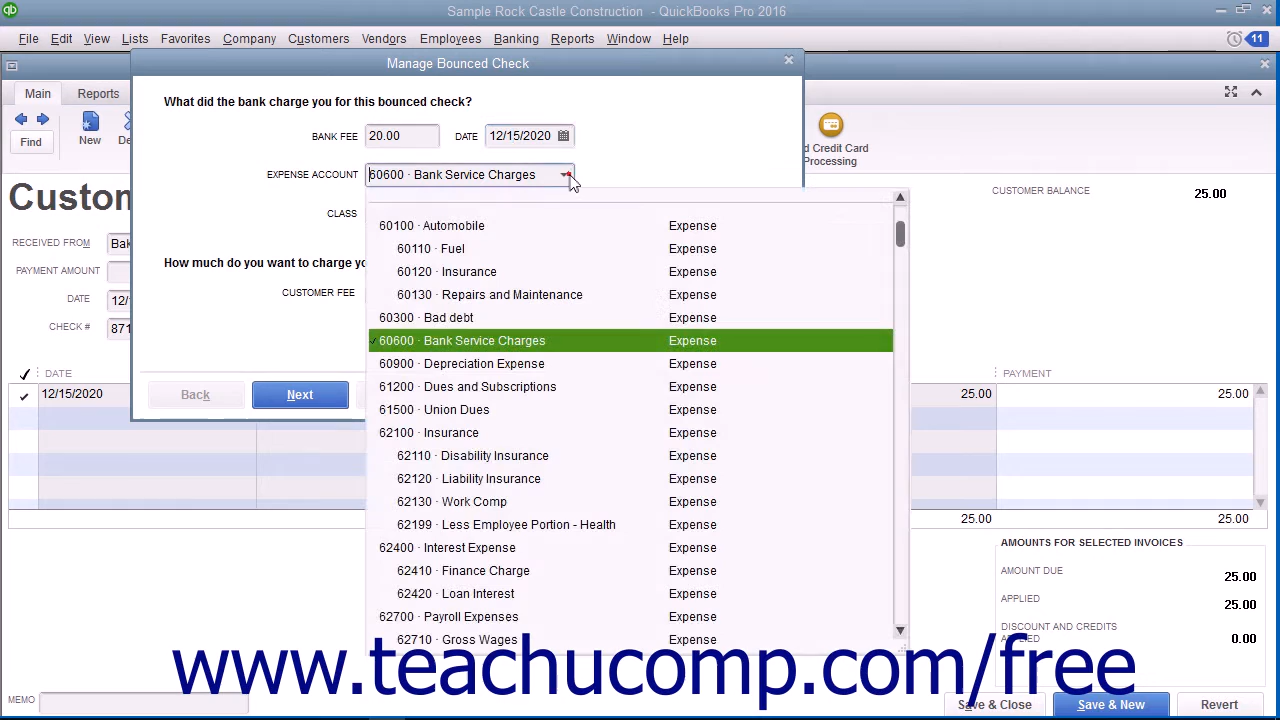 Sample Rock Castle Construction - QuickBooks Pro 2016
File Edit View Lists Favorites Company Customers Vendors Employees Banking Reports Window Help 11
Manage Bounced Check
Main Reports
Find New
d Credit Card
Processing
What did the bank charge you for this bounced check?
BANK FEE 20.00 DATE 12/15/2020
EXPENSE ACCOUNT 60600 · Bank Service Charges
CLASS
How much do you want to charge
CUSTOMER FEE
Back Next
CUSTOMER BALANCE 25.00
RECEIVED FROM
PAYMENT AMOUNT
DATE 12/
CHECK # 871
60100 · Automobile Expense
60110 · Fuel Expense
60120 · Insurance Expense
60130 · Repairs and Maintenance Expense
60300 · Bad debt Expense
60600 · Bank Service Charges Expense
60900 · Depreciation Expense Expense
61200 · Dues and Subscriptions Expense
61500 · Union Dues Expense
62100 · Insurance Expense
62110 · Disability Insurance Expense
62120 · Liability Insurance Expense
62130 · Work Comp Expense
62199 · Less Employee Portion - Health Expense
62400 · Interest Expense Expense
62410 · Finance Charge Expense
62420 · Loan Interest Expense
62700 · Payroll Expenses Expense
62710 · Gross Wages Expense
DATE PAYMENT
12/15/2020 25.00 25.00
25.00 25.00
AMOUNTS FOR SELECTED INVOICES
AMOUNT DUE 25.00
APPLIED 25.00
DISCOUNT AND CREDITS
APPLIED 0.00
www.teachucomp.com/free
MEMO
Save & Close Save & New Revert